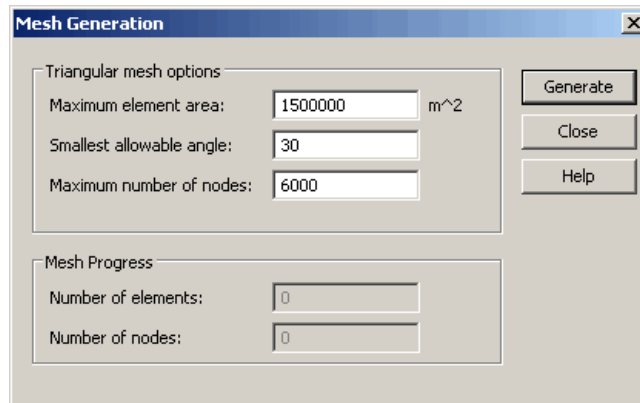 Mesh Generation
Triangular mesh options
Maximum element area: 1500000 m^2
Smallest allowable angle: 30
Maximum number of nodes: 6000
Generate
Close
Help
Mesh Progress
Number of elements: 0
Number of nodes: 0